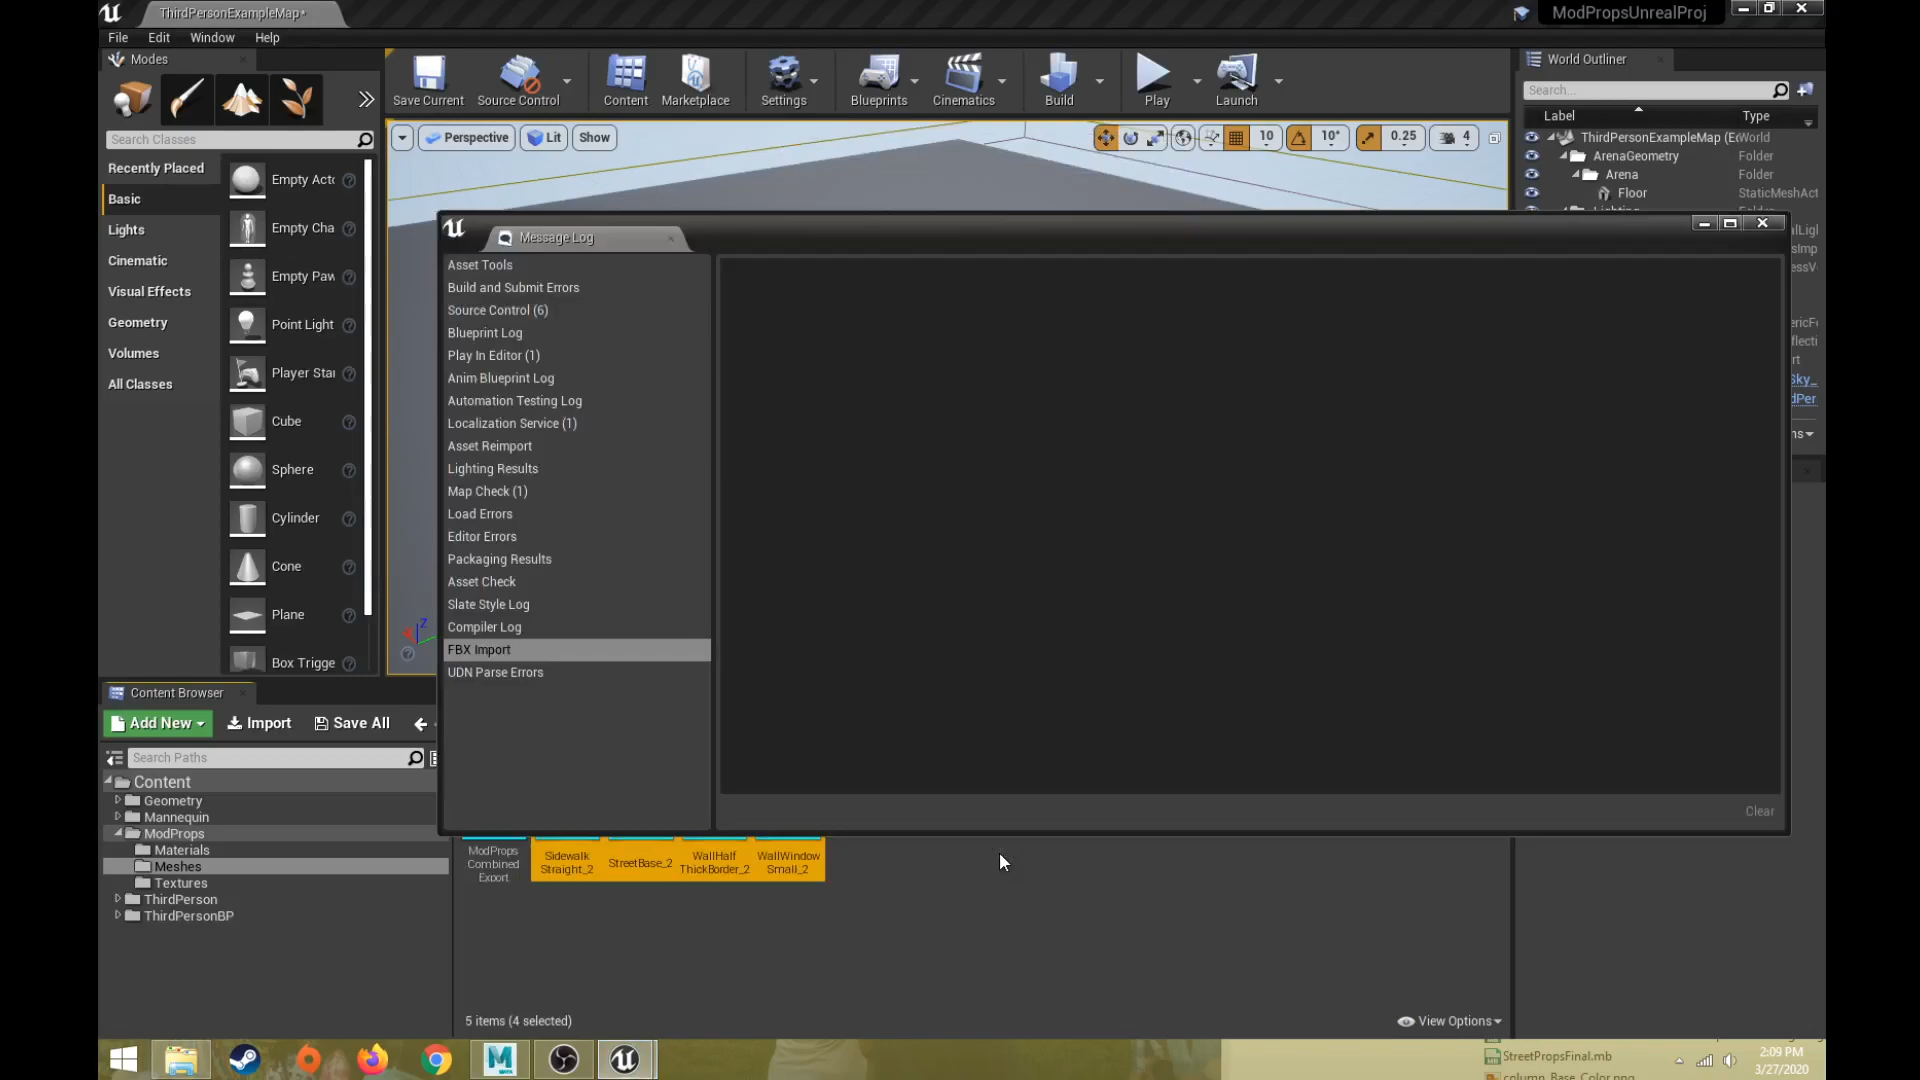 ThirdPersonExampleMap*
ModPropsUnrealProj
File Edit Window Help
Modes
Save Current
Source Control
Content
Marketplace
Settings
Blueprints
Cinematics
Build
Play
Launch
World Outliner
Search...
Label Type
ThirdPersonExampleMap (E World
ArenaGeometry Folder
Arena Folder
Floor StaticMeshAct
Search Classes
Perspective Lit Show
10 10° 0.25 4
Recently Placed
Basic
Lights
Cinematic
Visual Effects
Geometry
Volumes
All Classes
Empty Act
Empty Cha
Empty Paw
Point Light
Player Sta
Cube
Sphere
Cylinder
Cone
Plane
Box Trigge
Message Log
Asset Tools
Build and Submit Errors
Source Control (6)
Blueprint Log
Play In Editor (1)
Anim Blueprint Log
Automation Testing Log
Localization Service (1)
Asset Reimport
Lighting Results
Map Check (1)
Load Errors
Editor Errors
Packaging Results
Asset Check
Slate Style Log
Compiler Log
FBX Import
UDN Parse Errors
Clear
Z
Content Browser
Add New Import Save All
Search Paths
Content
Geometry
Mannequin
ModProps
Materials
Meshes
Textures
ThirdPerson
ThirdPersonBP
ModProps
Combined
Export
Sidewalk
Straight_2
StreetBase_2
WallHalf
ThickBorder_2
WallWindow
Small_2
5 items (4 selected)
View Options
StreetPropsFinal.mb
column_Base_Color.png
2:09 PM
3/27/2020